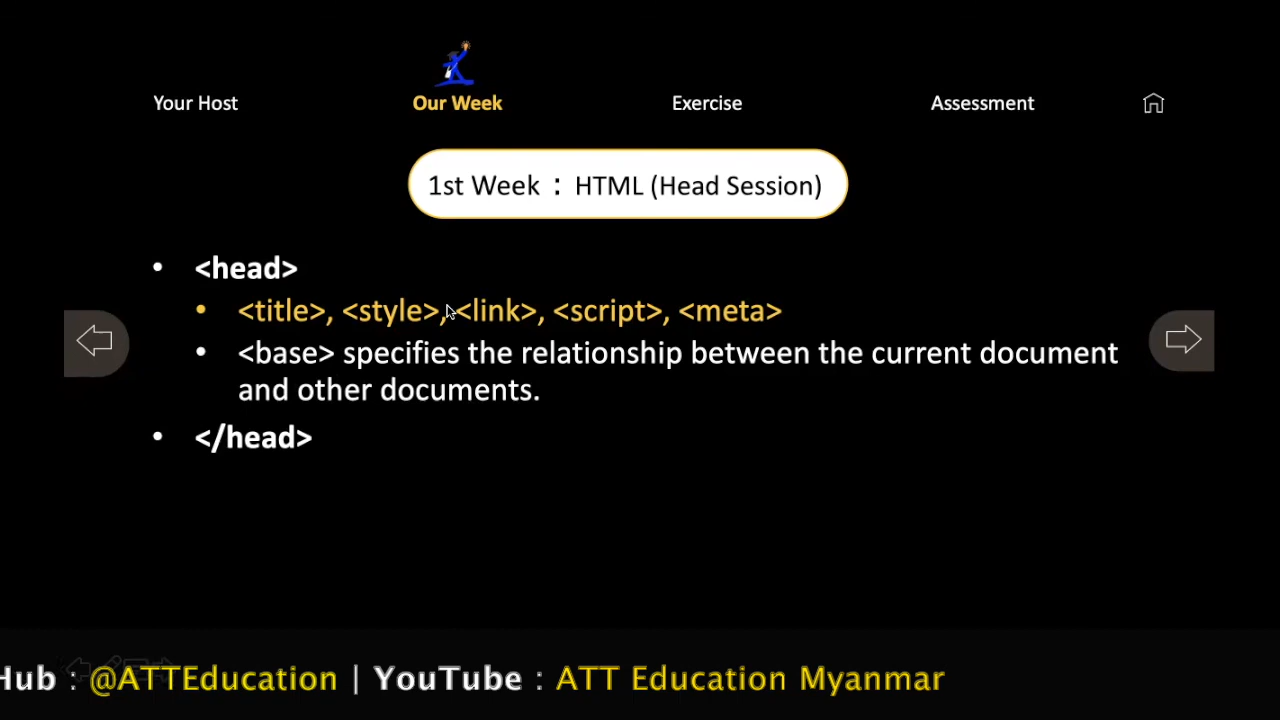 Your Host
Our Week
Exercise
Assessment
1st Week : HTML (Head Session)
• <head>
• <title>, <style>, <link>, <script>, <meta>
• <base> specifies the relationship between the current document
and other documents.
• </head>
Hub : @ATTEducation | YouTube : ATT Education Myanmar